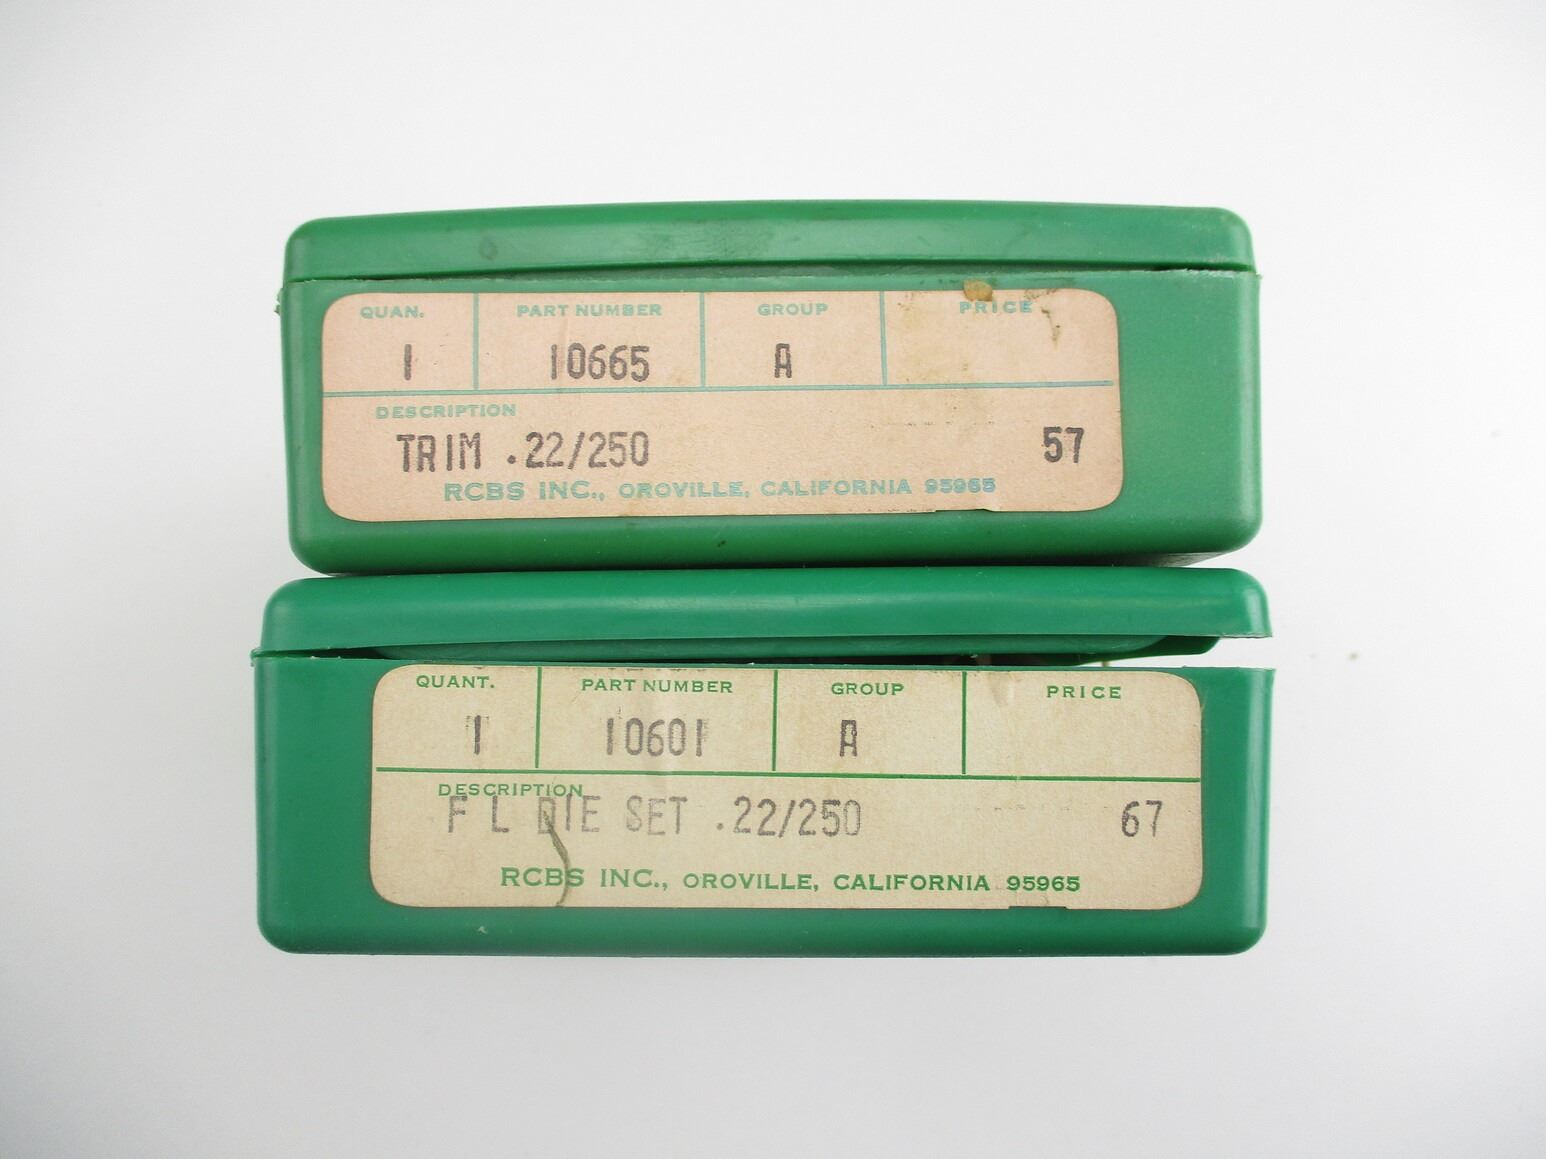 QUAN. PART NUMBER GROUP PRICE
1 10665 A
DESCRIPTION
TRIM .22/250 57
RCBS INC., OROVILLE, CALIFORNIA 95965
QUANT. PART NUMBER GROUP PRICE
1 10601 A
DESCRIPTION
F L DIE SET .22/250 67
RCBS INC., OROVILLE, CALIFORNIA 95965